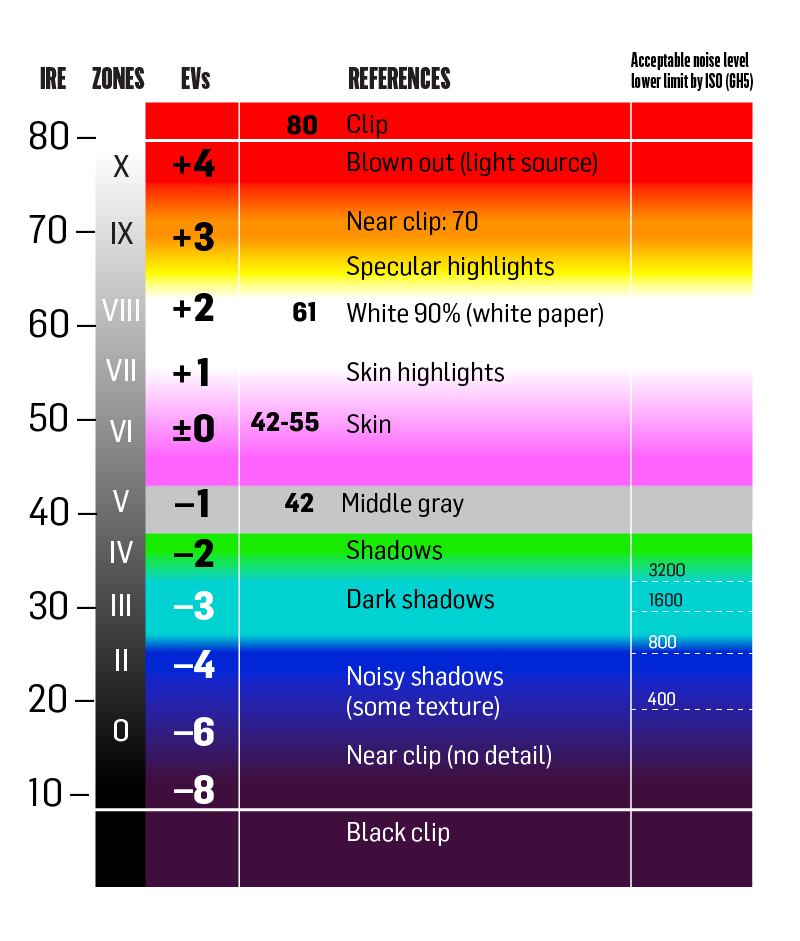 Acceptable noise level
lower limit by ISO (GH5)
IRE ZONES EVs REFERENCES
80 Clip
80 —
X +4 Blown out (light source)
Near clip: 70
70 — IX +3
Specular highlights
VIII +2 61 White 90% (white paper)
60 —
VII +1 Skin highlights
50 — VI ±0 42-55 Skin
V −1 42 Middle gray
40 —
IV −2 Shadows
3200
30 — III −3 Dark shadows 1600
800
II −4 Noisy shadows
20 — (some texture) 400
0 −6
Near clip (no detail)
10 — −8
Black clip